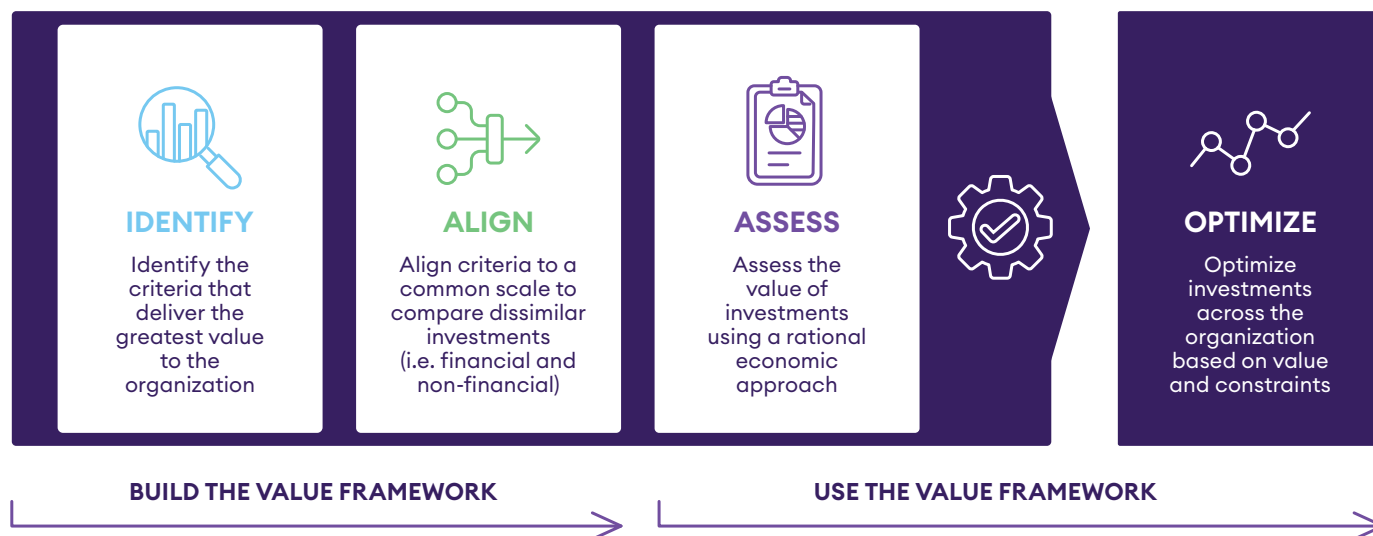 IDENTIFY
Identify the
criteria that
deliver the
greatest value
to the
organization
ALIGN
Align criteria to a
common scale to
compare dissimilar
investments
(i.e. financial and
non-financial)
ASSESS
Assess the
value of
investments
using a rational
economic
approach
OPTIMIZE
Optimize
investments
across the
organization
based on value
and constraints
BUILD THE VALUE FRAMEWORK
USE THE VALUE FRAMEWORK